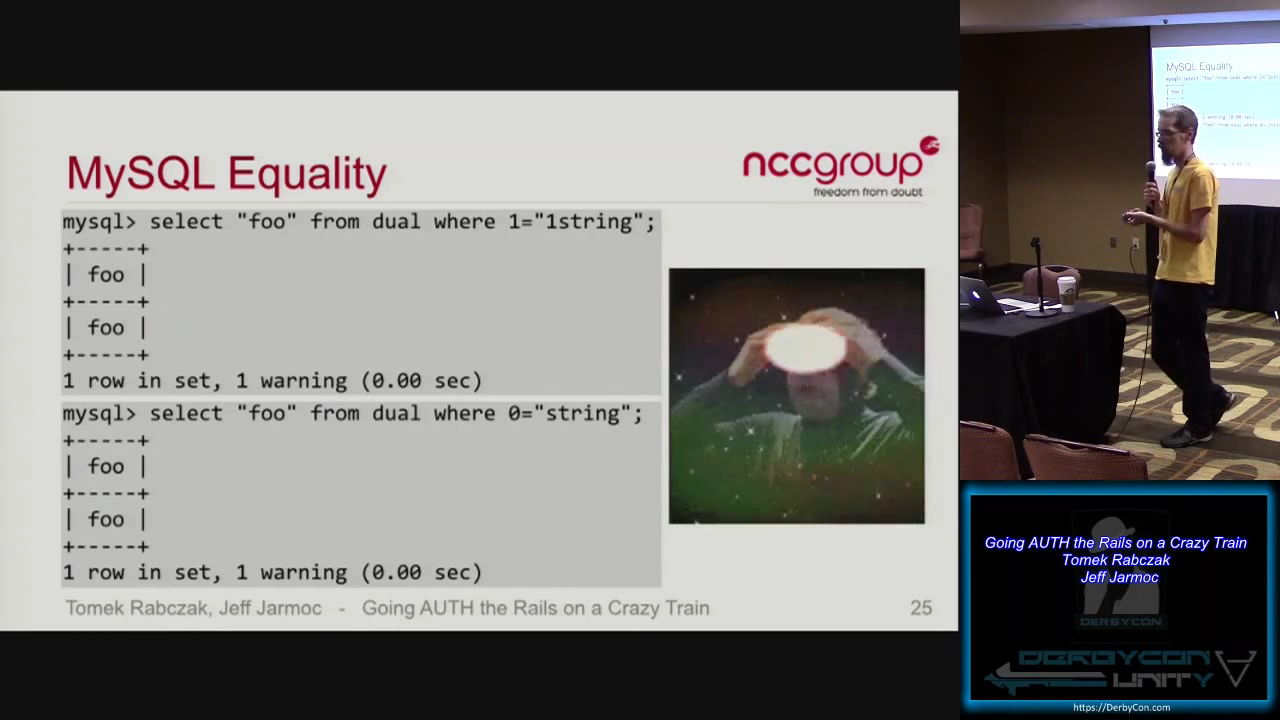 MySQL Equality
nccgroup
freedom from doubt
mysql> select "foo" from dual where 1="1string";
+-----+
| foo |
+-----+
| foo |
+-----+
1 row in set, 1 warning (0.00 sec)
mysql> select "foo" from dual where 0="string";
+-----+
| foo |
+-----+
| foo |
+-----+
1 row in set, 1 warning (0.00 sec)
Tomek Rabczak, Jeff Jarmoc - Going AUTH the Rails on a Crazy Train 25
MySQL Equality
Going AUTH the Rails on a Crazy Train
Tomek Rabczak
Jeff Jarmoc
DERBYCON
DERBYCON
UNITY
https://DerbyCon.com